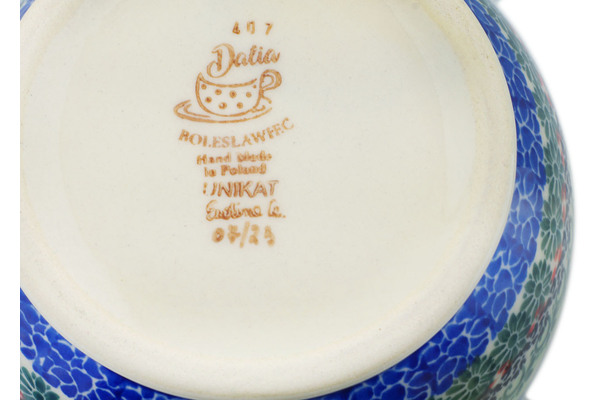 407
Dalia
BOLESLAWIEC
Hand Made
in Poland
UNIKAT